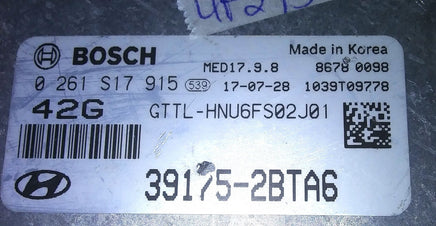 BOSCH
Made in Korea
MED17.9.8
8678 0098
0 261 S17 915 539 17-07-28 1039T09778
42G GTTL-HNU6FS02J01
39175-2BTA6